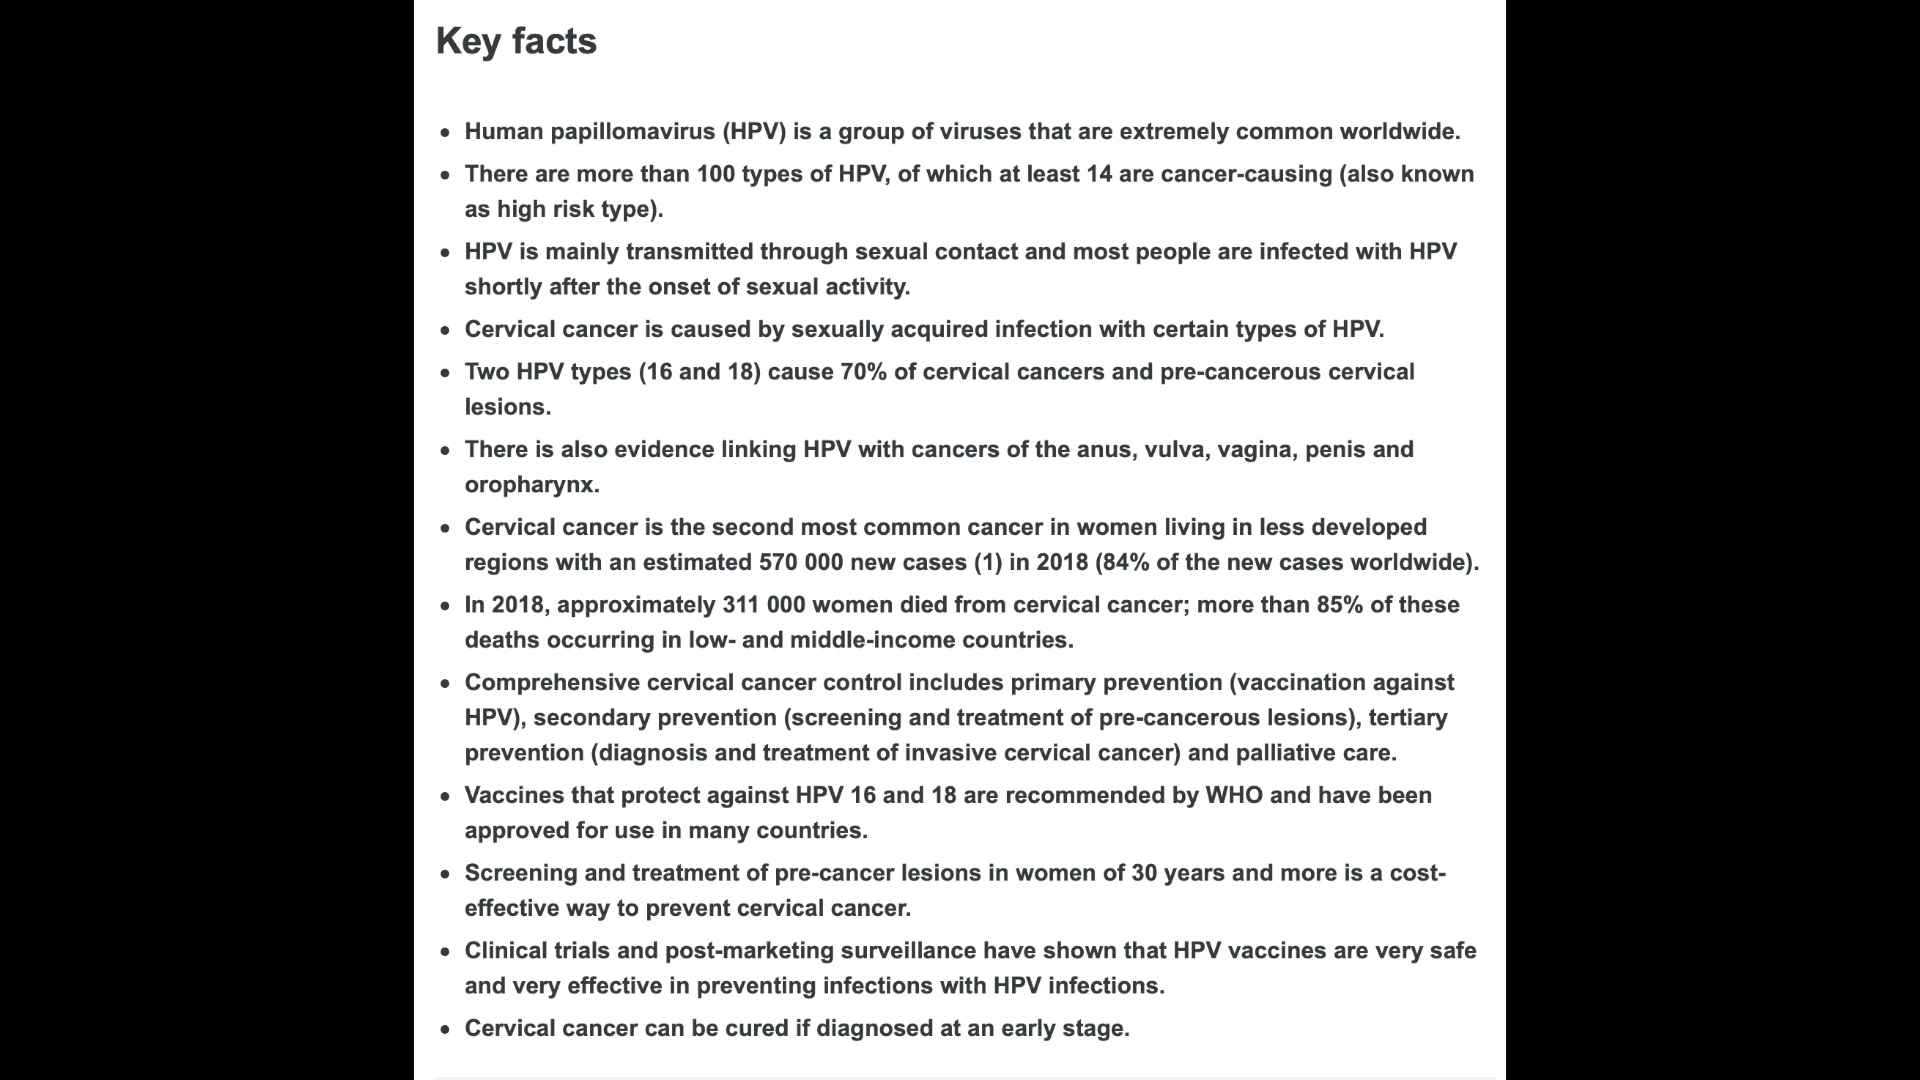 Key facts
• Human papillomavirus (HPV) is a group of viruses that are extremely common worldwide.
• There are more than 100 types of HPV, of which at least 14 are cancer-causing (also known
as high risk type).
• HPV is mainly transmitted through sexual contact and most people are infected with HPV
shortly after the onset of sexual activity.
• Cervical cancer is caused by sexually acquired infection with certain types of HPV.
• Two HPV types (16 and 18) cause 70% of cervical cancers and pre-cancerous cervical
lesions.
• There is also evidence linking HPV with cancers of the anus, vulva, vagina, penis and
oropharynx.
• Cervical cancer is the second most common cancer in women living in less developed
regions with an estimated 570 000 new cases (1) in 2018 (84% of the new cases worldwide).
• In 2018, approximately 311 000 women died from cervical cancer; more than 85% of these
deaths occurring in low- and middle-income countries.
• Comprehensive cervical cancer control includes primary prevention (vaccination against
HPV), secondary prevention (screening and treatment of pre-cancerous lesions), tertiary
prevention (diagnosis and treatment of invasive cervical cancer) and palliative care.
• Vaccines that protect against HPV 16 and 18 are recommended by WHO and have been
approved for use in many countries.
• Screening and treatment of pre-cancer lesions in women of 30 years and more is a cost-
effective way to prevent cervical cancer.
• Clinical trials and post-marketing surveillance have shown that HPV vaccines are very safe
and very effective in preventing infections with HPV infections.
• Cervical cancer can be cured if diagnosed at an early stage.